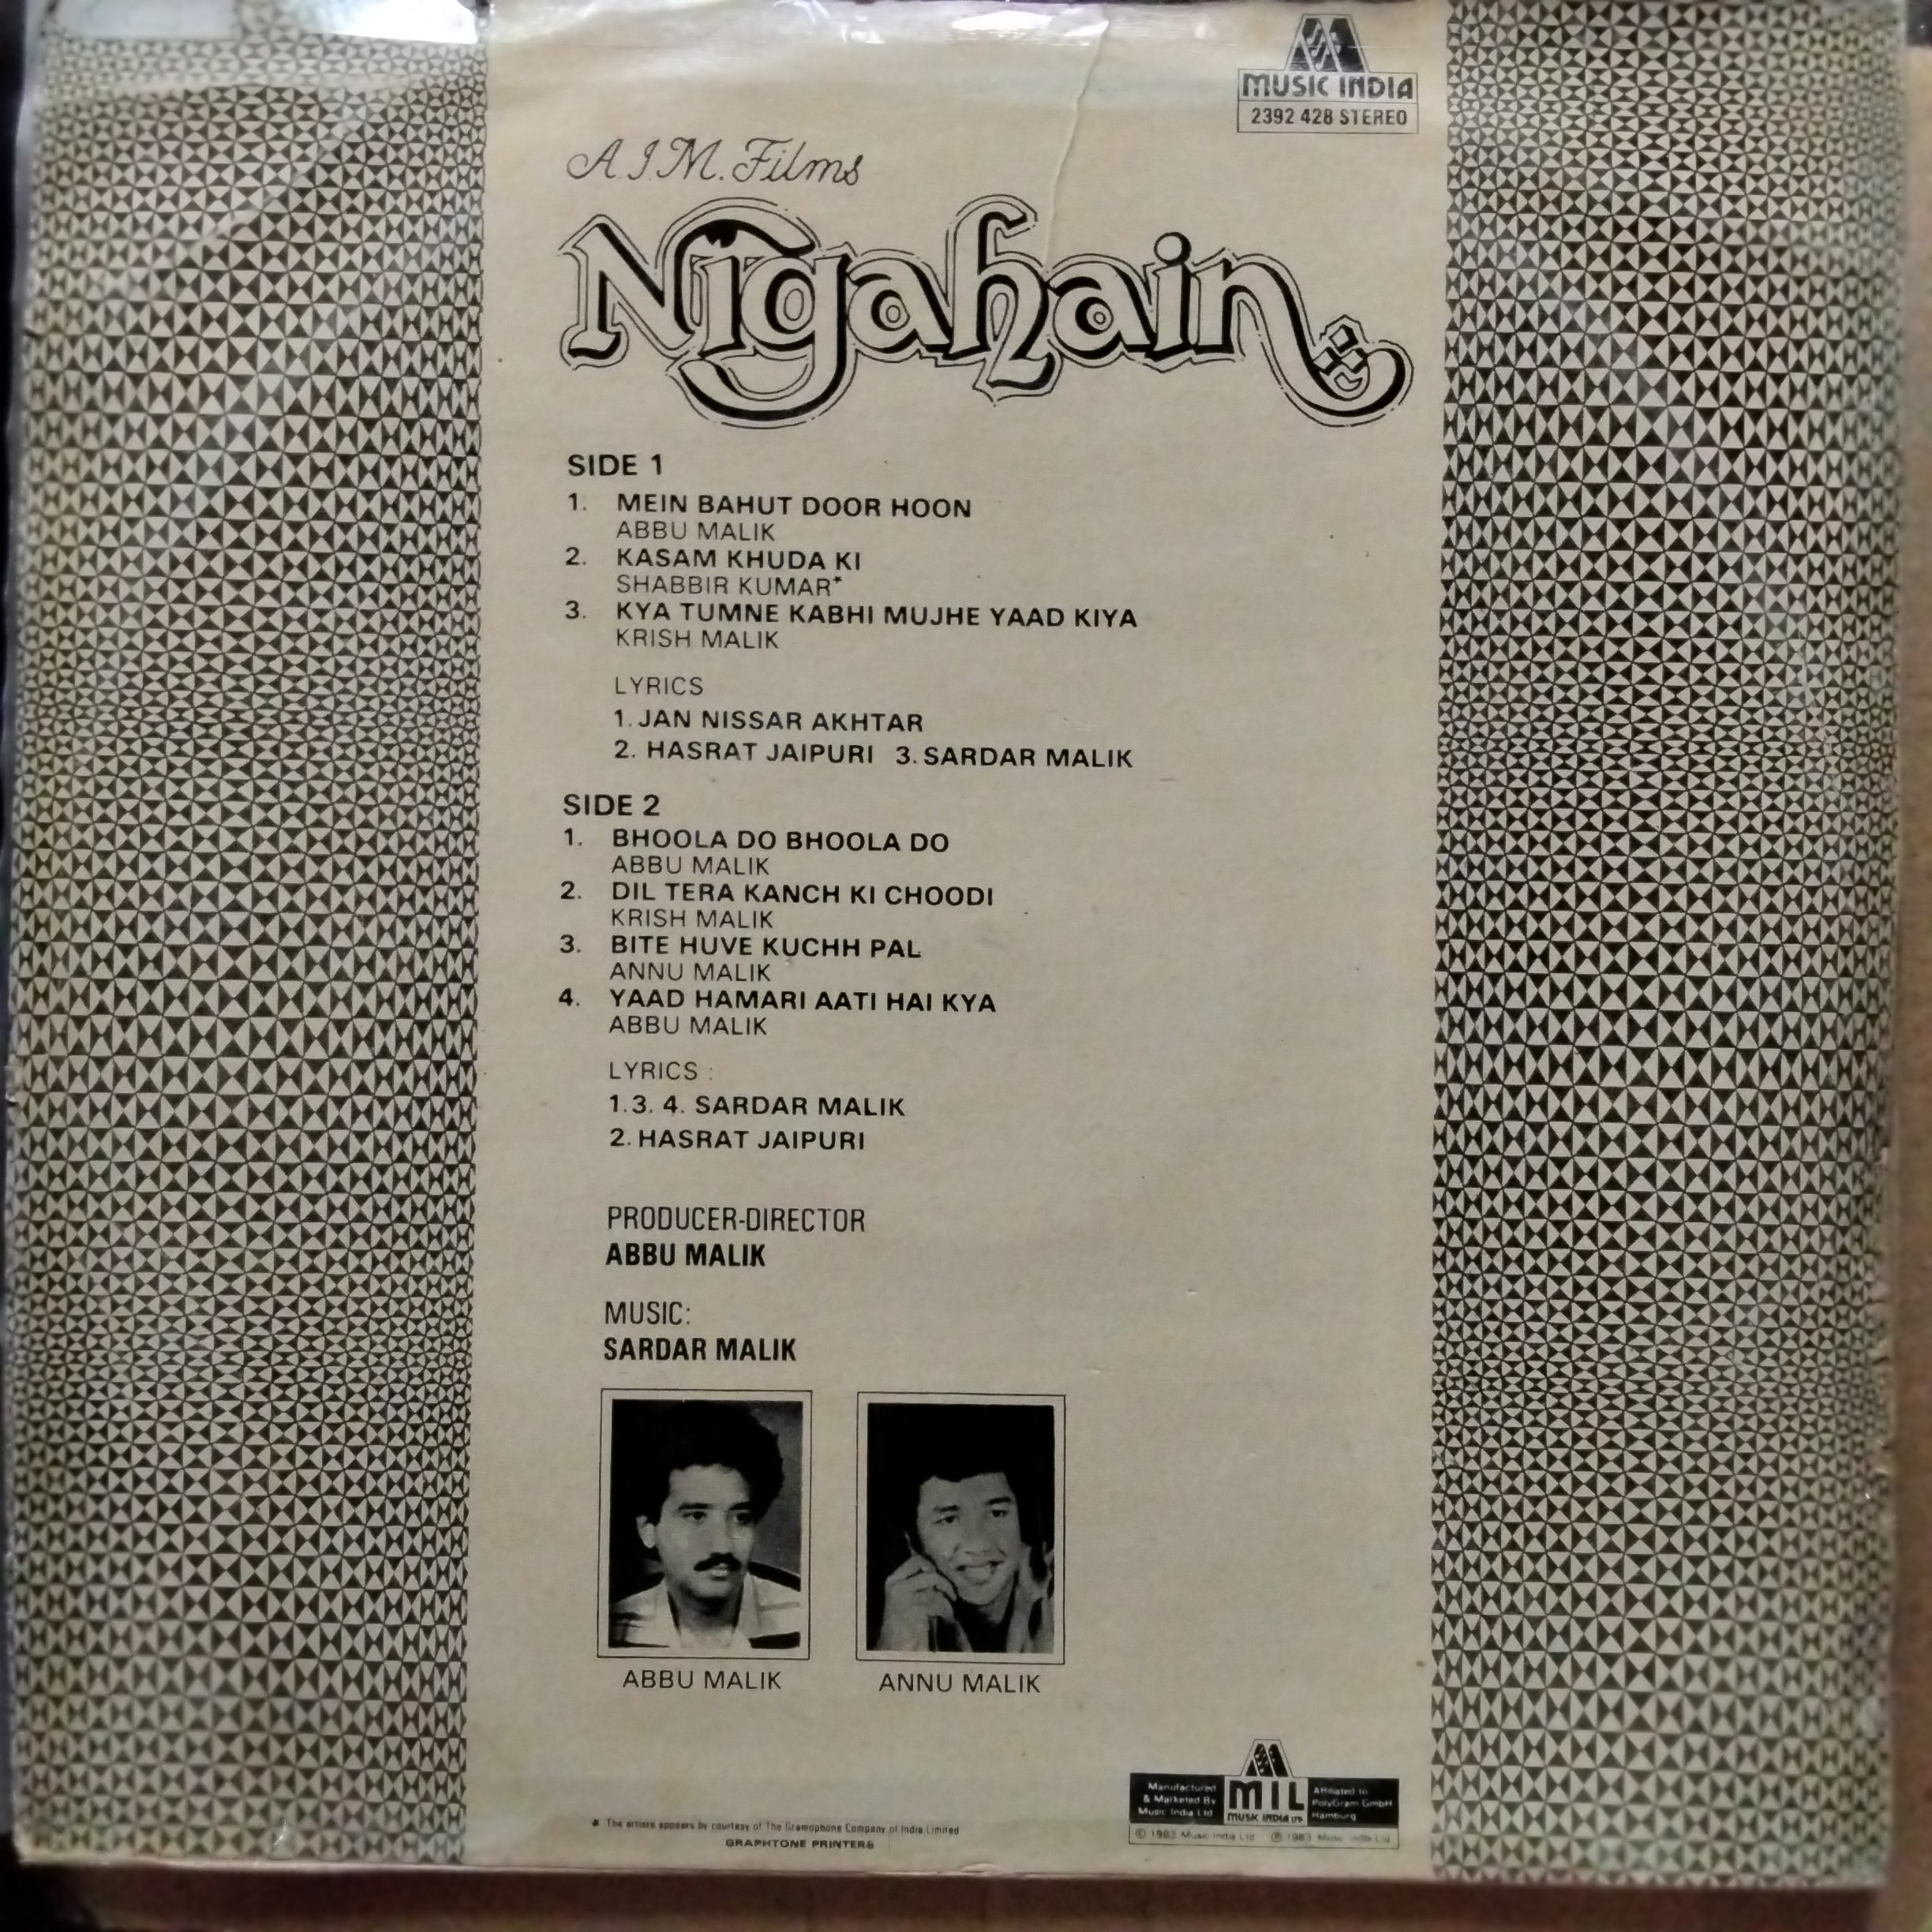 MUSIC INDIA
2392 428 STEREO
A.I.M. Films
Nigahain
SIDE 1
1. MEIN BAHUT DOOR HOON
ABBU MALIK
2. KASAM KHUDA KI
SHABBIR KUMAR*
3. KYA TUMNE KABHI MUJHE YAAD KIYA
KRISH MALIK
LYRICS
1. JAN NISSAR AKHTAR
2. HASRAT JAIPURI 3. SARDAR MALIK
SIDE 2
1. BHOOLA DO BHOOLA DO
ABBU MALIK
2. DIL TERA KANCH KI CHOODI
KRISH MALIK
3. BITE HUVE KUCHH PAL
ANNU MALIK
4. YAAD HAMARI AATI HAI KYA
ABBU MALIK
LYRICS :
1.3. 4. SARDAR MALIK
2. HASRAT JAIPURI
PRODUCER-DIRECTOR
ABBU MALIK
MUSIC:
SARDAR MALIK
ABBU MALIK ANNU MALIK
* The artiste appears by courtesy of The Gramophone Company of India Limited
GRAPHTONE PRINTERS
Manufactured
& Marketed By
Music India Ltd
MIL
MUSIC INDIA LTD
Affiliated to
PolyGram GmbH
Hamburg
© 1983 Music India Ltd ℗ 1983 Music India Ltd